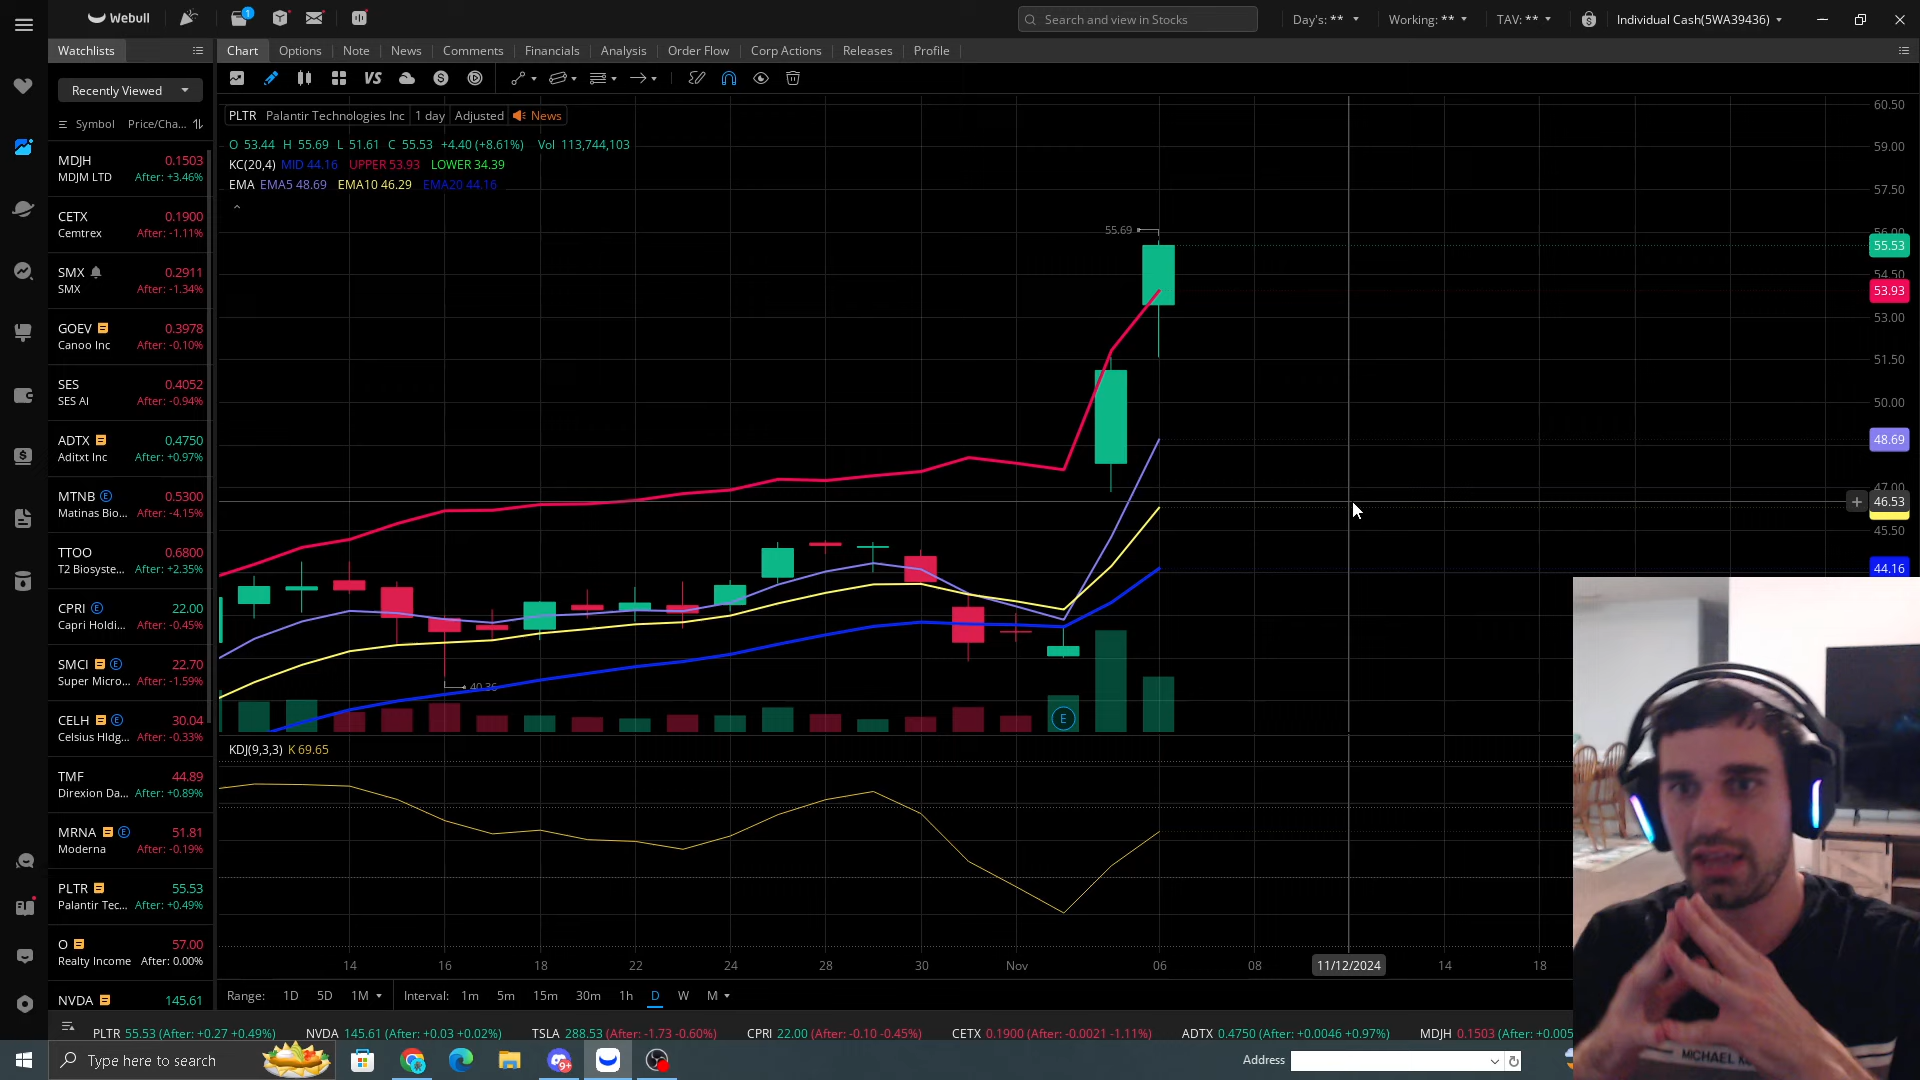 Webull
1
Search and view in Stocks
Day's: **
Working: **
TAV: **
Individual Cash(5WA39436)
Watchlists
Chart
Options
Note
News
Comments
Financials
Analysis
Order Flow
Corp Actions
Releases
Profile
Recently Viewed
VS
S
Symbol
Price/Cha...
PLTR Palantir Technologies Inc 1 day Adjusted News
O 53.44 H 55.69 L 51.61 C 55.53 +4.40 (+8.61%) Vol 113,744,103
KC(20,4) MID 44.16 UPPER 53.93 LOWER 34.39
EMA EMA5 48.69 EMA10 46.29 EMA20 44.16
MDJH 0.1503
MDJM LTD After: +3.46%
CETX 0.1900
Cemtrex After: -1.11%
SMX 0.2911
SMX After: -1.34%
GOEV 0.3978
Canoo Inc After: -0.10%
SES 0.4052
SES AI After: -0.94%
ADTX 0.4750
Aditxt Inc After: +0.97%
MTNB E 0.5300
Matinas Bio... After: -4.15%
TTOO 0.6800
T2 Biosyste... After: +2.35%
CPRI E 22.00
Capri Holdi... After: -0.45%
SMCI E 22.70
Super Micro... After: -1.59%
CELH E 30.04
Celsius Hldg... After: -0.33%
TMF 44.89
Direxion Da... After: +0.89%
MRNA E 51.81
Moderna After: -0.19%
PLTR 55.53
Palantir Tec... After: +0.49%
O 57.00
Realty Income After: 0.00%
NVDA 145.61
55.69
40.36
E
60.50
59.00
57.50
56.00
55.53
54.50
53.93
53.00
51.50
50.00
48.69
47.00
46.53
45.50
44.16
KDJ(9,3,3) K 69.65
14
16
18
22
24
28
30
Nov
06
08
11/12/2024
14
18
Range: 1D 5D 1M Interval: 1m 5m 15m 30m 1h D W M
PLTR 55.53 (After: +0.27 +0.49%) NVDA 145.61 (After: +0.03 +0.02%) TSLA 288.53 (After: -1.73 -0.60%) CPRI 22.00 (After: -0.10 -0.45%) CETX 0.1900 (After: -0.0021 -1.11%) ADTX 0.4750 (After: +0.0046 +0.97%) MDJH 0.1503 (After: +0.005
Type here to search
9+
Address
MICHAEL